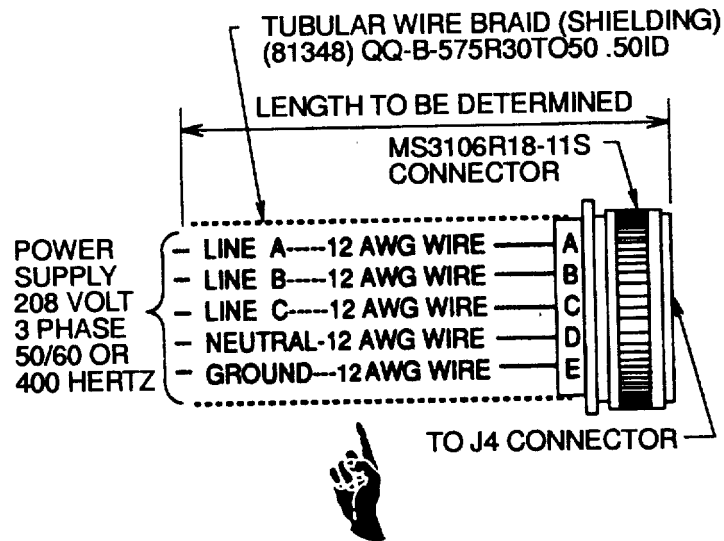 TUBULAR WIRE BRAID (SHIELDING)
(81348) QQ-B-575R30TO50 .50ID
LENGTH TO BE DETERMINED
MS3106R18-11S
CONNECTOR
POWER
SUPPLY
208 VOLT
3 PHASE
50/60 OR
400 HERTZ
LINE A-----12 AWG WIRE A
LINE B-----12 AWG WIRE B
LINE C-----12 AWG WIRE C
NEUTRAL-12 AWG WIRE D
GROUND---12 AWG WIRE E
TO J4 CONNECTOR